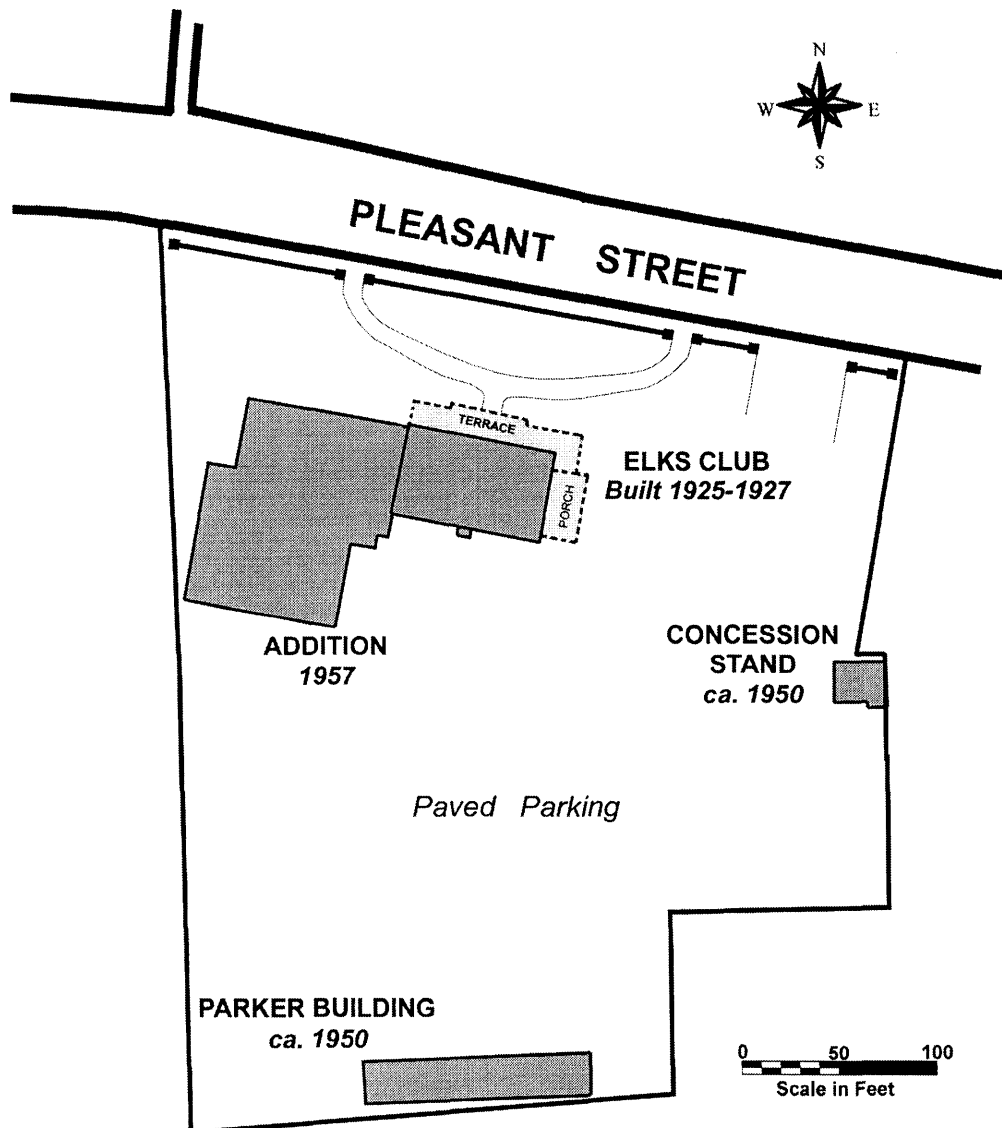 N
W E
S
PLEASANT STREET
TERRACE
PORCH
ELKS CLUB
Built 1925-1927
ADDITION
1957
CONCESSION
STAND
ca. 1950
Paved Parking
PARKER BUILDING
ca. 1950
0 50 100
Scale in Feet